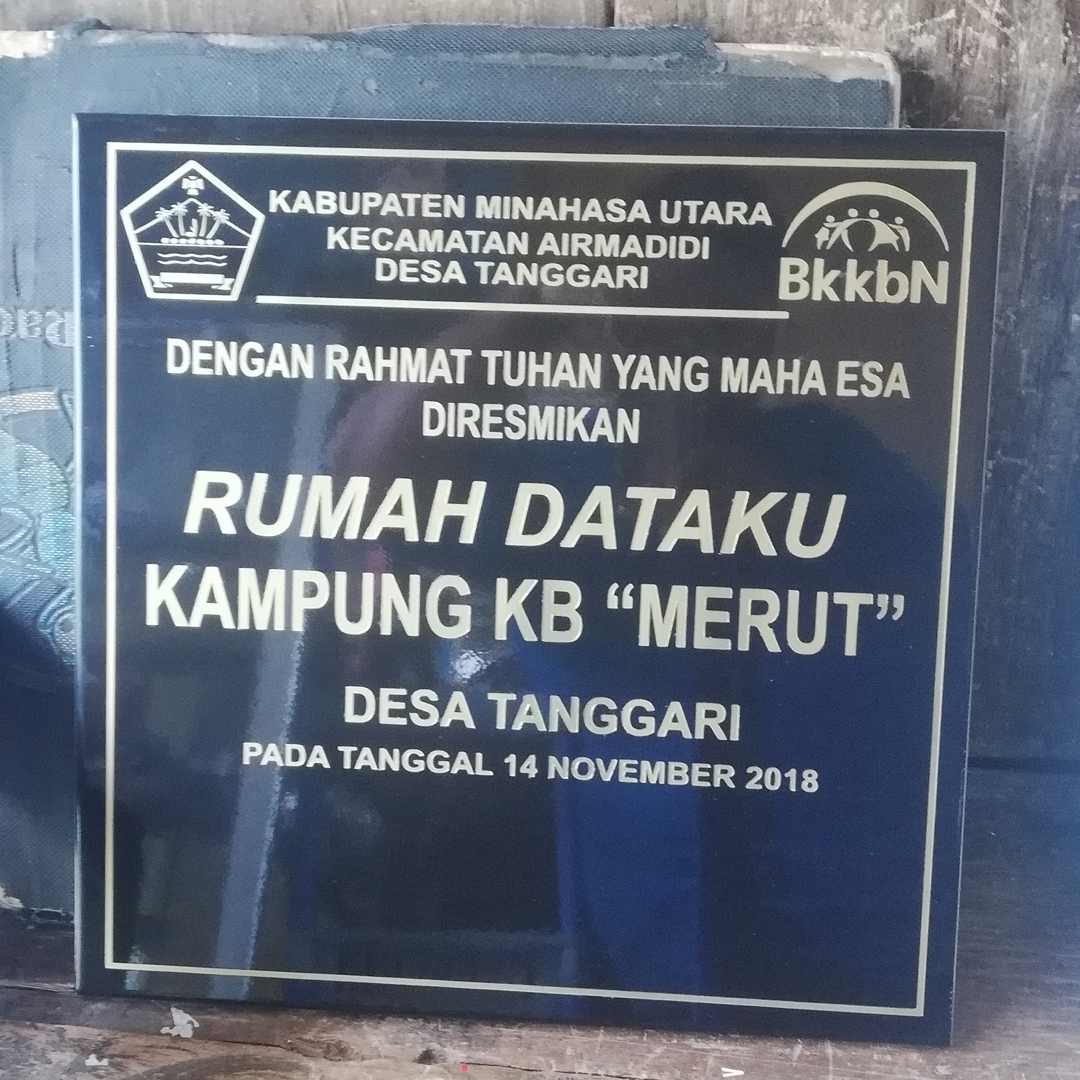 KABUPATEN MINAHASA UTARA
KECAMATAN AIRMADIDI
DESA TANGGARI
BkkbN
DENGAN RAHMAT TUHAN YANG MAHA ESA
DIRESMIKAN
RUMAH DATAKU
KAMPUNG KB “MERUT”
DESA TANGGARI
PADA TANGGAL 14 NOVEMBER 2018